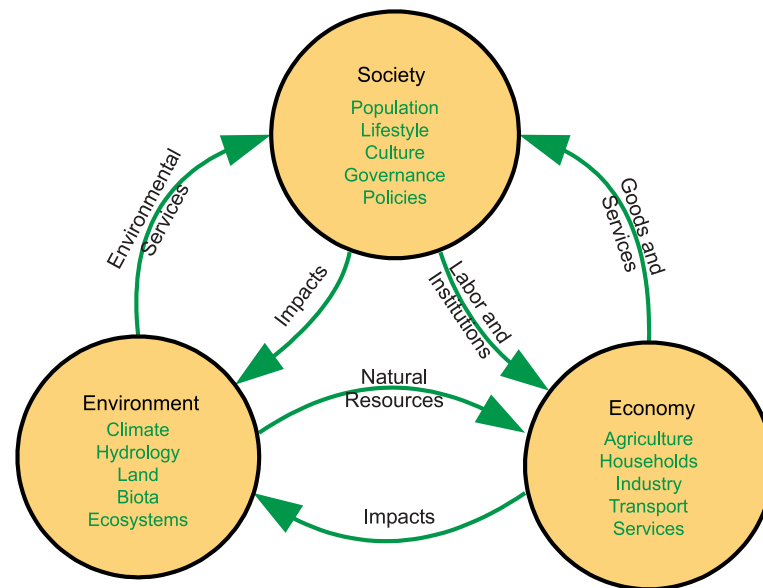 Society
Population
Lifestyle
Culture
Governance
Policies
Environmental
Services
Goods and
Services
Impacts
Labor and
Institutions
Natural
Resources
Environment
Climate
Hydrology
Land
Biota
Ecosystems
Economy
Agriculture
Households
Industry
Transport
Services
Impacts